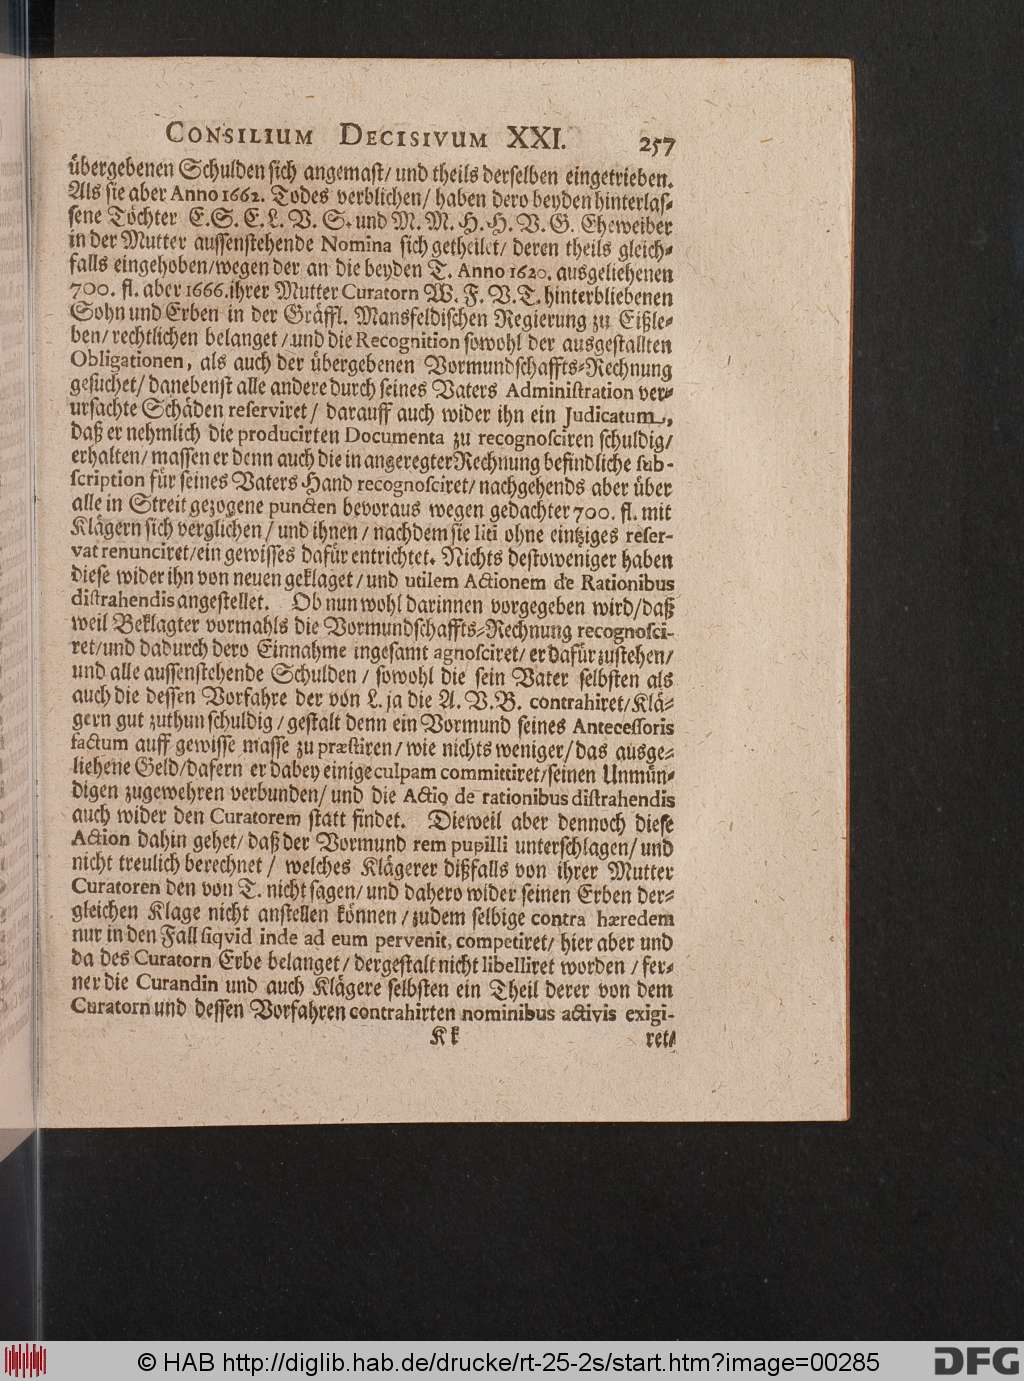 CONSILIUM DECISIVUM XXI. 257
übergebenen Schulden sich angemast/ und theils derselben eingetrieben.
Als sie aber Anno 1662. Todes verblichen/ haben dero beyden hinterlas-
sene Töchter E. S. E. L. V. S. und M. M. H. H. V. G. Eheweiber
in der Mutter aussenstehende Nomina sich getheilet/ deren theils gleich-
falls eingehoben/wegen der an die beyden T. Anno 1620. ausgeliehenen
700. fl. aber 1666. ihrer Mutter Curatorn W. F. V. T. hinterbliebenen
Sohn und Erben in der Gräffl. Mansfeldischen Regierung zu Eißle-
ben/ rechtlichen belanget/ und die Recognition sowohl der ausgestallten
Obligationen, als auch der übergebenen Vormundschaffts-Rechnung
gesuchet/ danebenst alle andere durch seines Vaters Administration ver-
ursachte Schäden reserviret/ darauff auch wider ihn ein Judicatum,
daß er nehmlich die producirten Documenta zu recognosciren schuldig/
erhalten/ massen er denn auch die in angeregter Rechnung befindliche sub-
scription für seines Vaters Hand recognosciret/ nachgehends aber über
alle in Streit gezogene puncten bevoraus wegen gedachter 700. fl. mit
Klägern sich verglichen/ und ihnen/ nachdem sie liti ohne eintziges reser-
vat renunciret/ein gewisses dafür entrichtet. Nichts destoweniger haben
diese wider ihn von neuen geklaget/ und utilem Actionem de Rationibus
distrahendis angestellet. Ob nun wohl darinnen vorgegeben wird/daß
weil Beklagter vormahls die Vormundschaffts-Rechnung recognosci-
ret/und dadurch dero Einnahme ingesamt agnosciret/ er dafür zustehen/
und alle aussenstehende Schulden/ sowohl die sein Vater selbsten als
auch die dessen Vorfahre der von L. ja die A. V. B. contrahiret/Klä-
gern gut zuthun schuldig/ gestalt denn ein Vormund seines Antecessoris
factum auff gewisse masse zu præstiren/ wie nichts weniger/ das ausge-
liehene Geld/dafern er dabey einige culpam committiret/seinen Unmün-
digen zugewehren verbunden/ und die Actio de rationibus distrahendis
auch wider den Curatorem statt findet. Dieweil aber dennoch diese
Action dahin gehet/ daß der Vormund rem pupilli unterschlagen/ und
nicht treulich berechnet/ welches Klägerer dißfalls von ihrer Mutter
Curatoren den von T. nicht sagen/ und dahero wider seinen Erben der-
gleichen Klage nicht anstellen können/ zudem selbige contra hæredem
nur in den Fall siqvid inde ad eum pervenit, competiret/ hier aber und
da des Curatorn Erbe belanget/ dergestalt nicht libelliret worden/ fer-
ner die Curandin und auch Klägere selbsten ein Theil derer von dem
Curatorn und dessen Vorfahren contrahirten nominibus activis exigi-
Kk ret/
© HAB http://diglib.hab.de/drucke/rt-25-2s/start.htm?image=00285 DFG